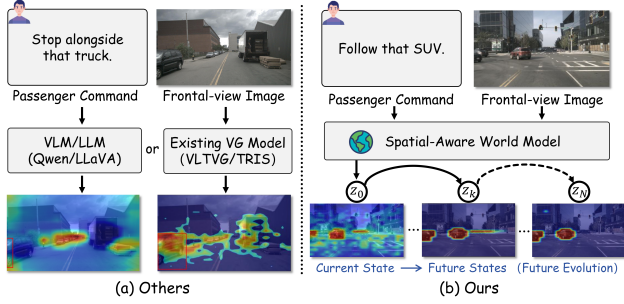 Stop alongside
that truck.
Passenger Command
Frontal-view Image
VLM/LLM
(Qwen/LLaVA)
or
Existing VG Model
(VLTVG/TRIS)
(a) Others
Follow that SUV.
Passenger Command
Frontal-view Image
Spatial-Aware World Model
z0
zk
zN
...
...
Current State → Future States (Future Evolution)
(b) Ours